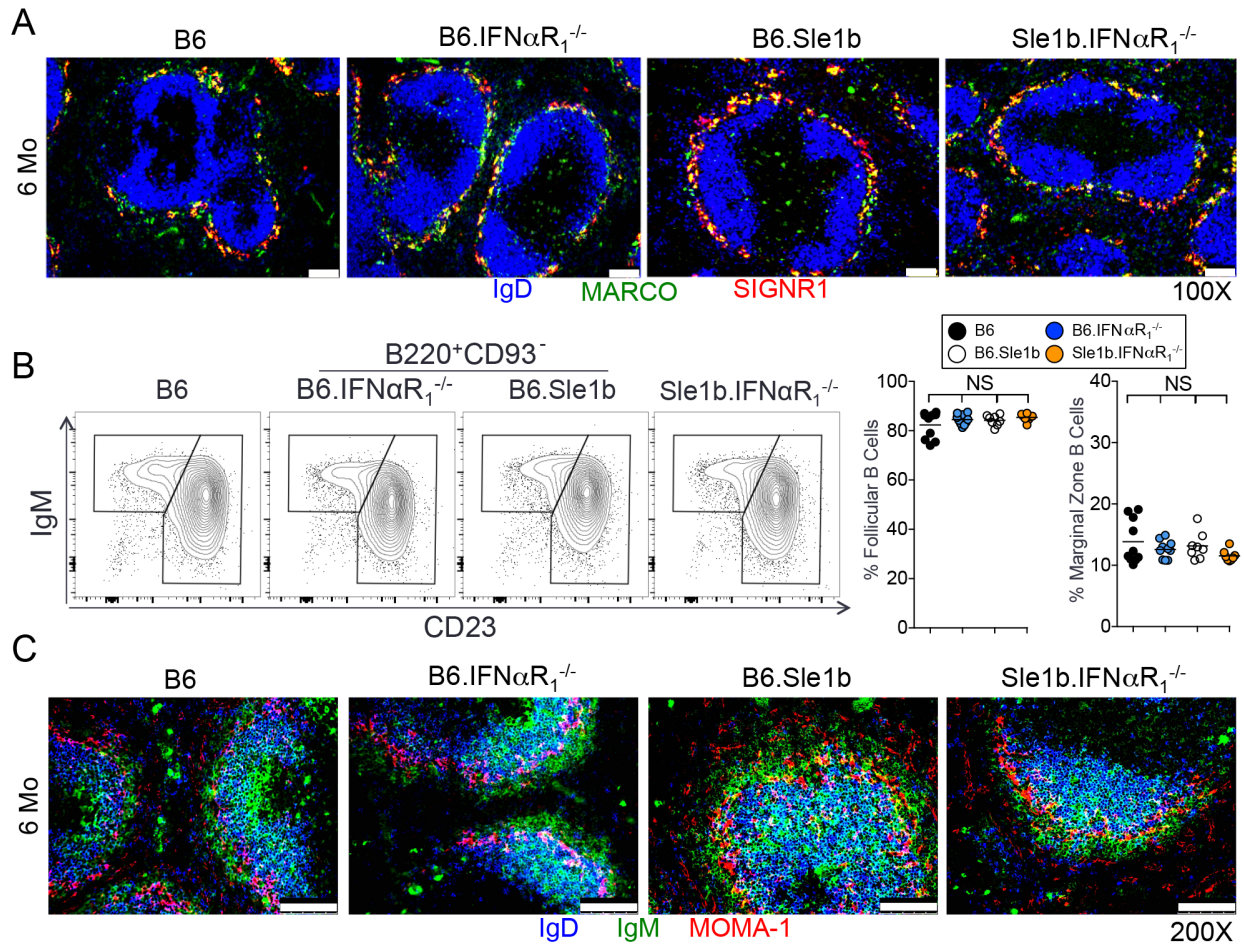 A
B6
B6.IFNαR1-/-
B6.Sle1b
Sle1b.IFNαR1-/-
6 Mo
IgD
MARCO
SIGNR1
100X
B
B220+CD93-
B6
B6.IFNαR1-/-
B6.Sle1b
Sle1b.IFNαR1-/-
IgM
CD23
B6
B6.IFNαR1-/-
B6.Sle1b
Sle1b.IFNαR1-/-
% Follicular B Cells
100
80
60
40
20
0
NS
% Marginal Zone B Cells
40
30
20
10
0
NS
C
B6
B6.IFNαR1-/-
B6.Sle1b
Sle1b.IFNαR1-/-
6 Mo
IgD
IgM
MOMA-1
200X